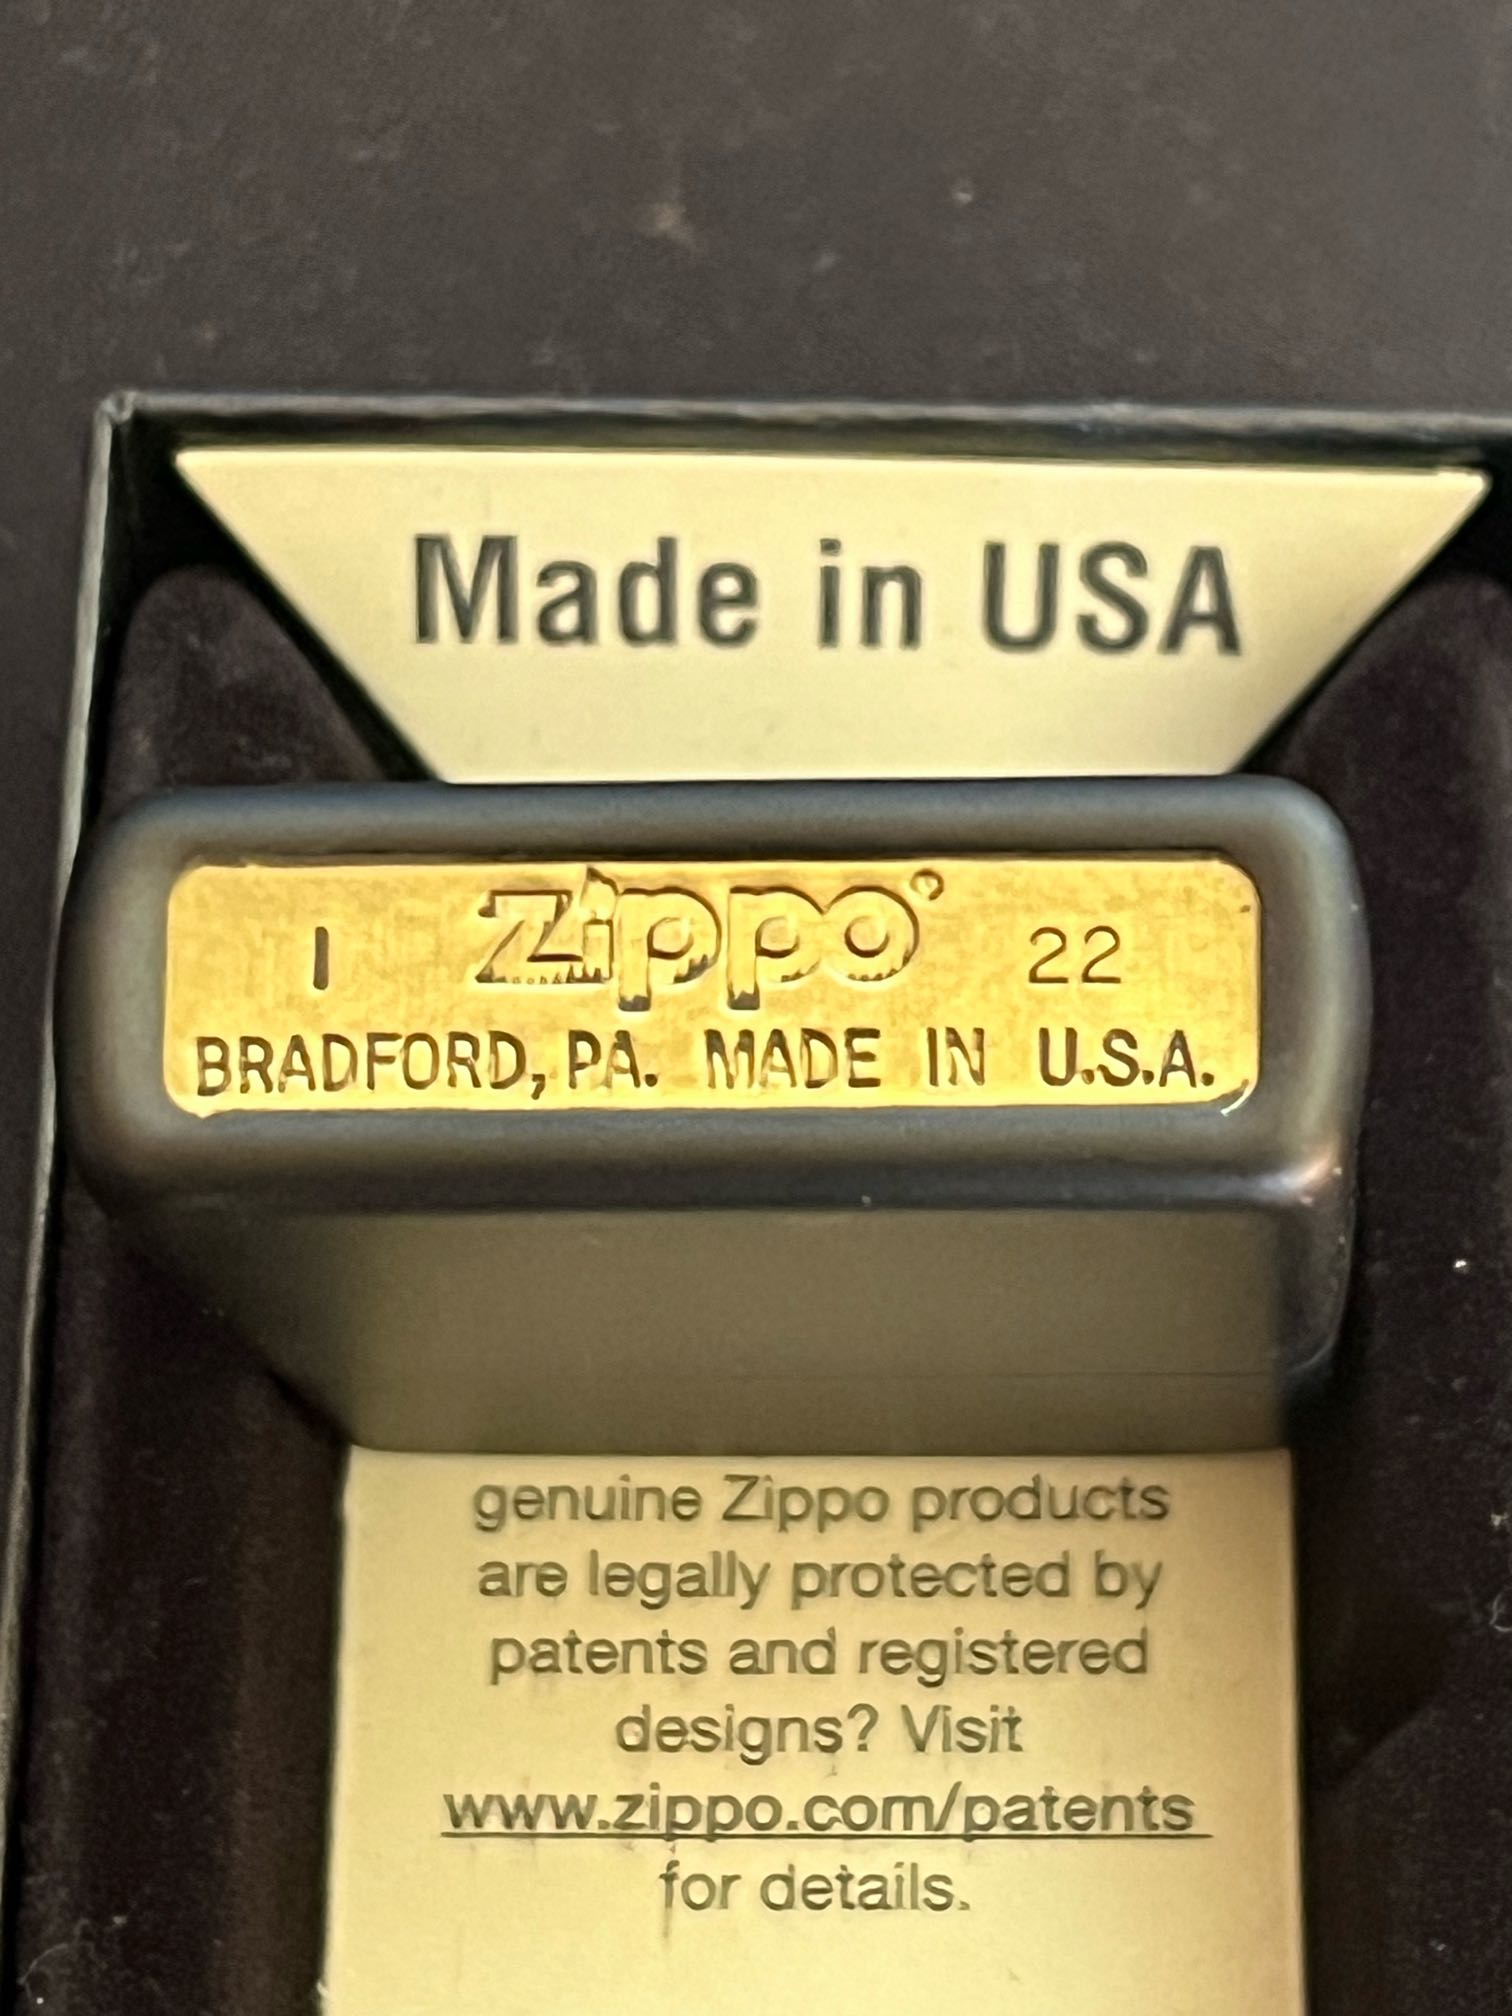 Made in USA
I Zippo® 22
BRADFORD, PA. MADE IN U.S.A.
genuine Zippo products
are legally protected by
patents and registered
designs? Visit
www.zippo.com/patents
for details.